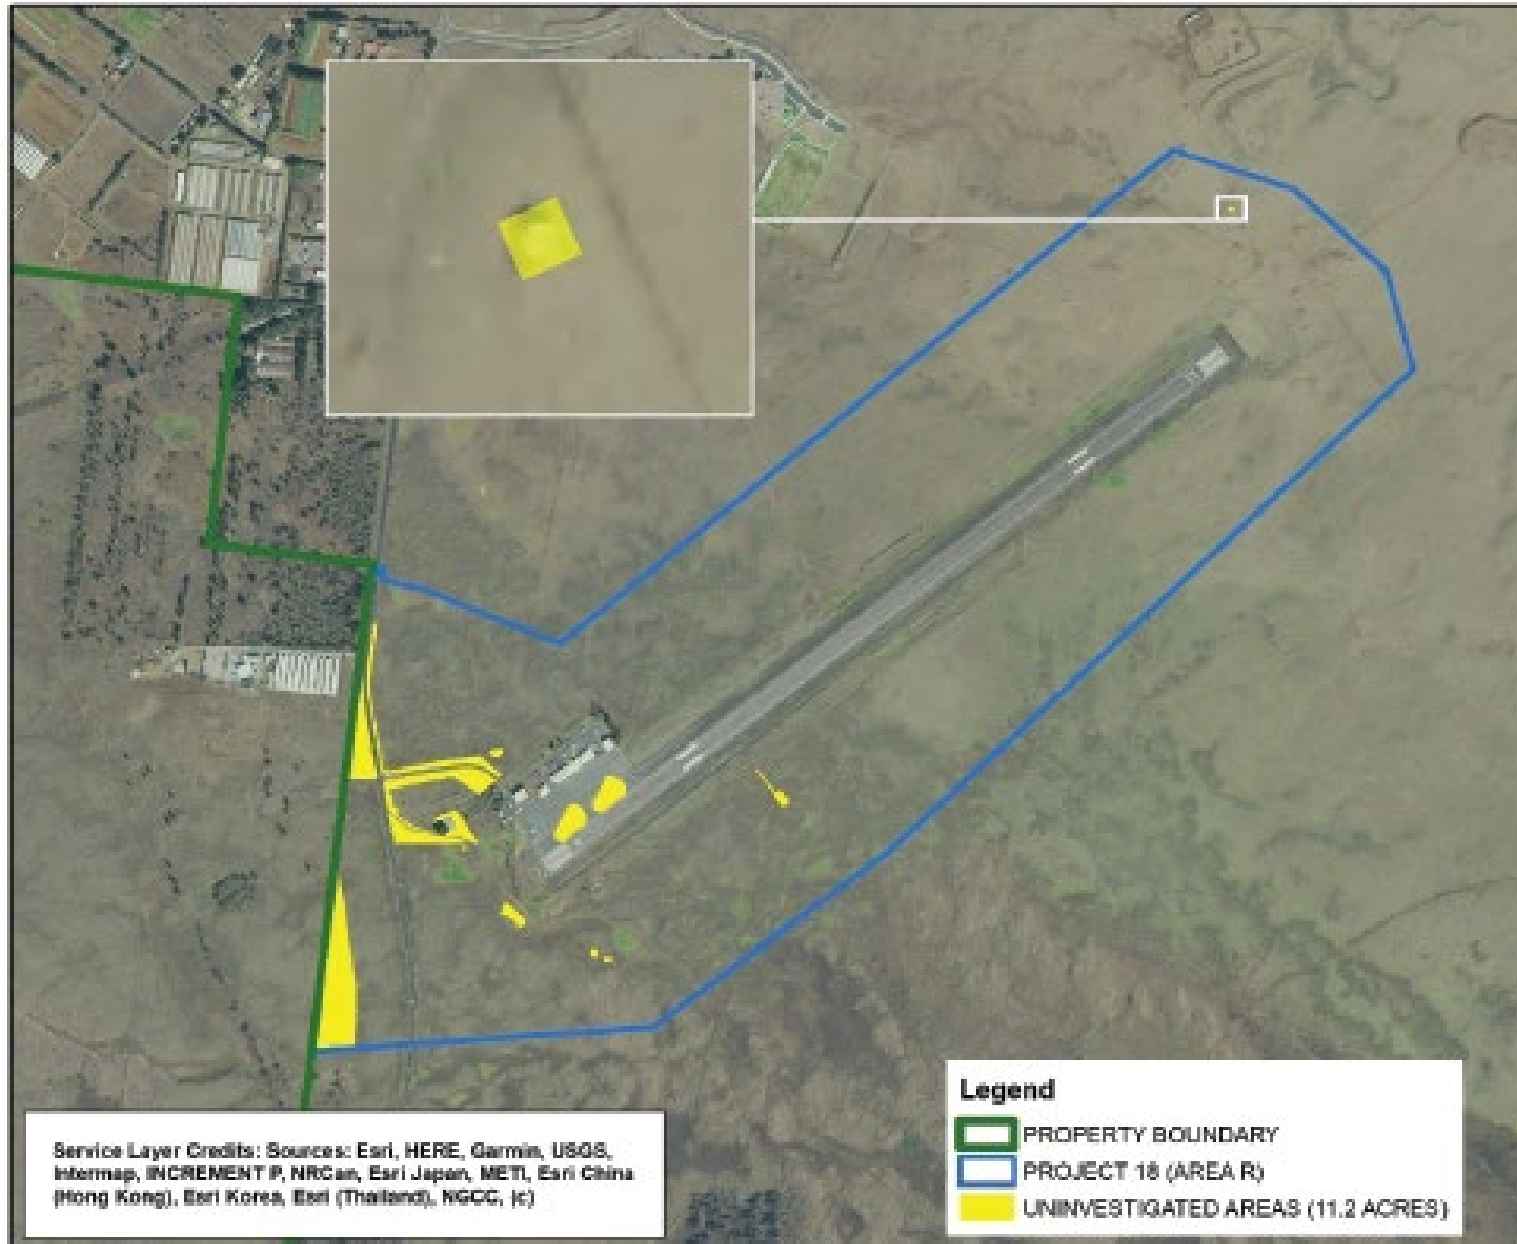 Legend
PROPERTY BOUNDARY
PROJECT 18 (AREA R)
UNINVESTIGATED AREAS (11.2 ACRES)
Service Layer Credits: Sources: Esri, HERE, Garmin, USGS,
Intermap, INCREMENT P, NRCan, Esri Japan, METI, Esri China
(Hong Kong), Esri Korea, Esri (Thailand), NGCC, (c)